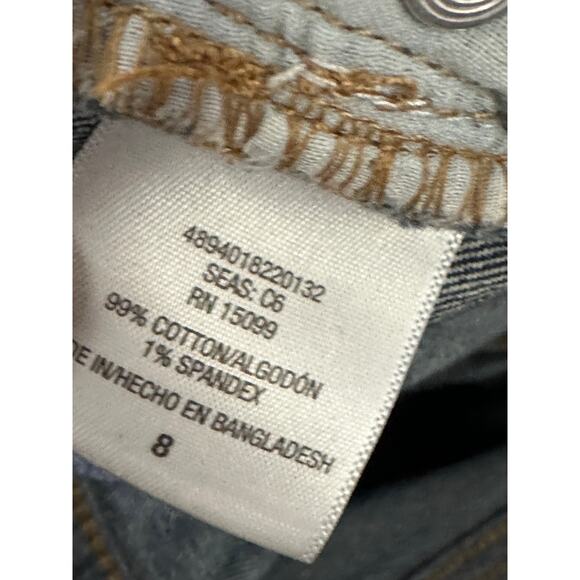 4894018220132
SEAS: C6
RN 15099
99% COTTON/ALGODÓN
1% SPANDEX
DE IN/HECHO EN BANGLADESH
8